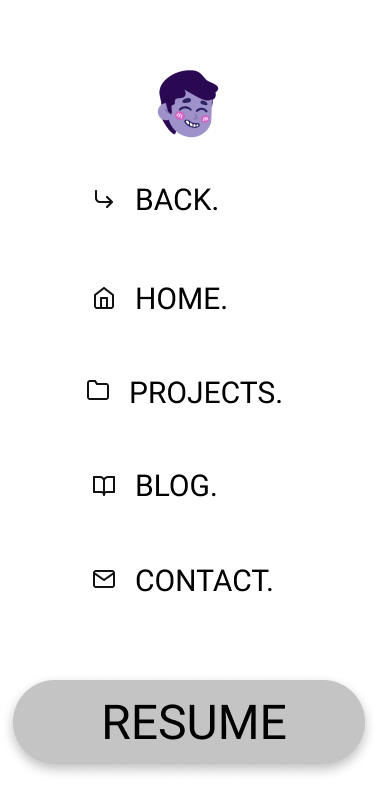 BACK.
HOME.
PROJECTS.
BLOG.
CONTACT.
RESUME